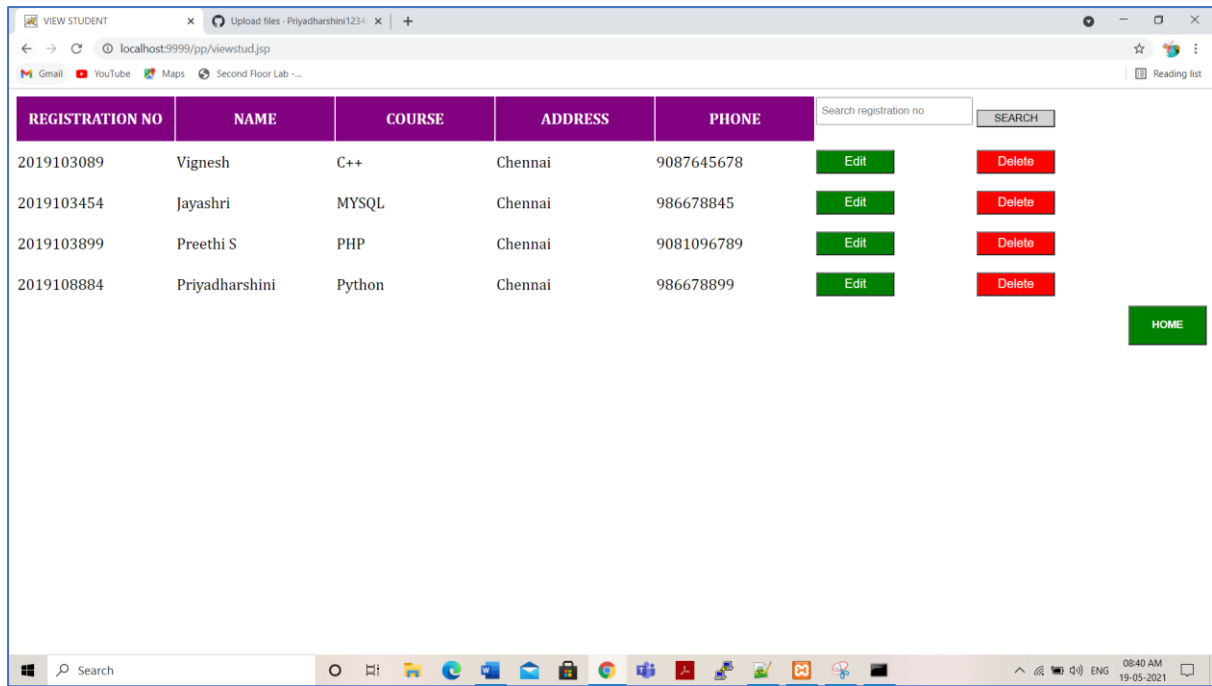 VIEW STUDENT Upload files - Priyadharshini1234
localhost:9999/pp/viewstud.jsp
Gmail YouTube Maps Second Floor Lab -... Reading list
REGISTRATION NO NAME COURSE ADDRESS PHONE Search registration no SEARCH
2019103089 Vignesh C++ Chennai 9087645678 Edit Delete
2019103454 Jayashri MYSQL Chennai 986678845 Edit Delete
2019103899 Preethi S PHP Chennai 9081096789 Edit Delete
2019108884 Priyadharshini Python Chennai 986678899 Edit Delete
HOME
Search ENG 08:40 AM
19-05-2021